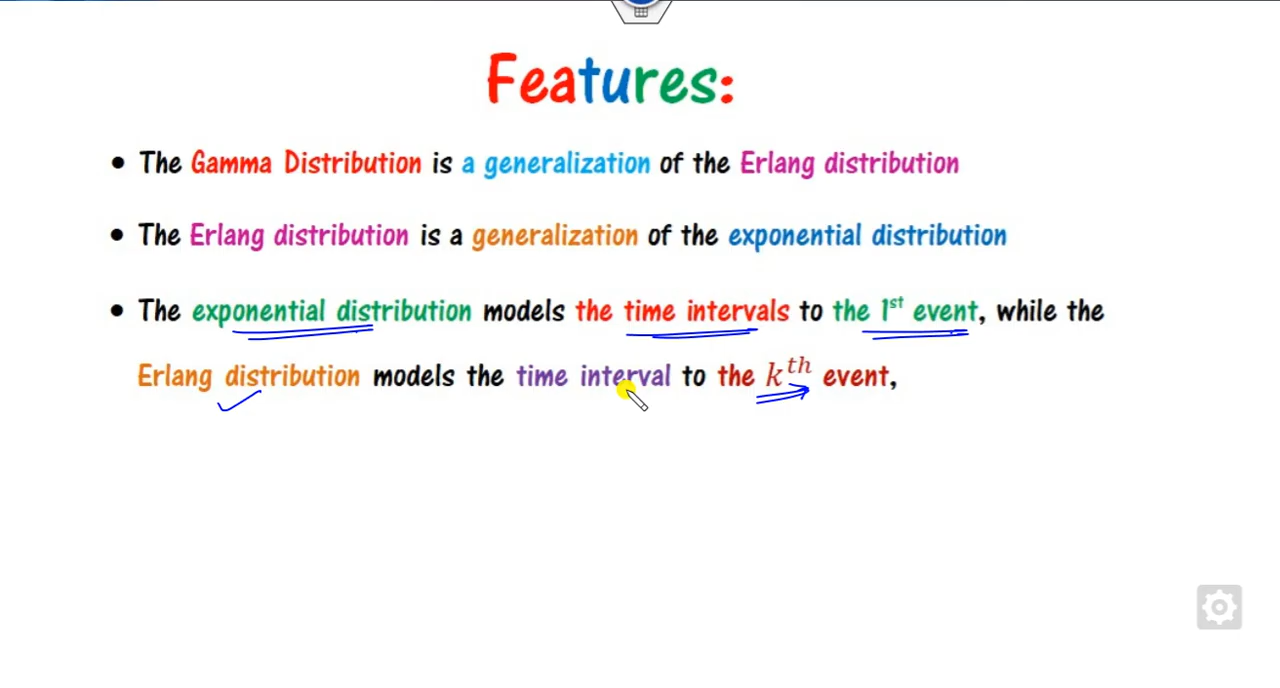 Features:
• The Gamma Distribution is a generalization of the Erlang distribution
• The Erlang distribution is a generalization of the exponential distribution
• The exponential distribution models the time intervals to the 1st event, while the
Erlang distribution models the time interval to the kth event,